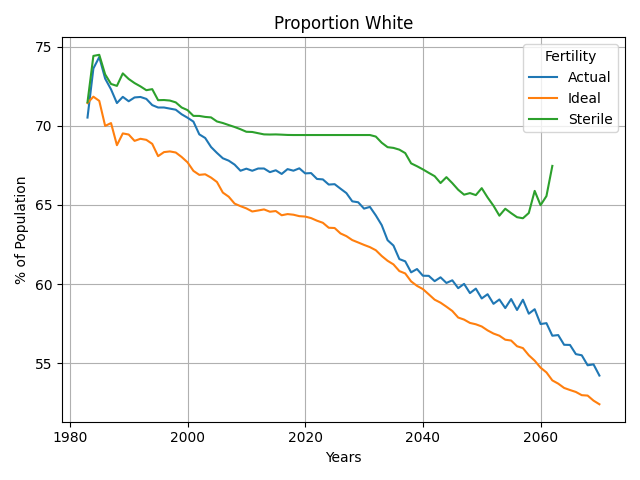 Proportion White
% of Population
75
70
65
60
55
Fertility
Actual
Ideal
Sterile
1980 2000 2020 2040 2060
Years